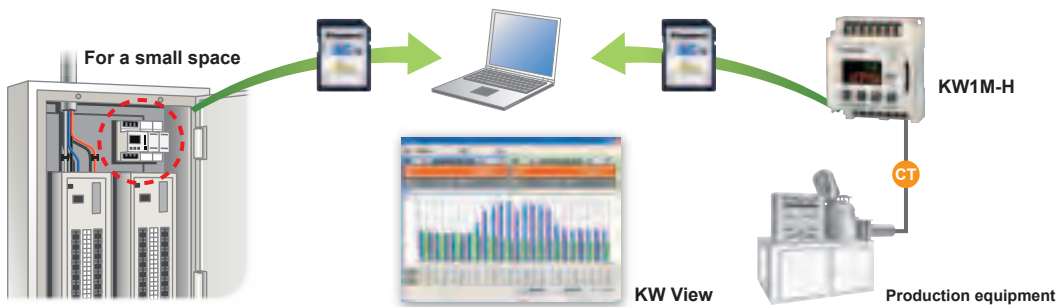 For a small space
KW1M-H
CT
KW View
Production equipment